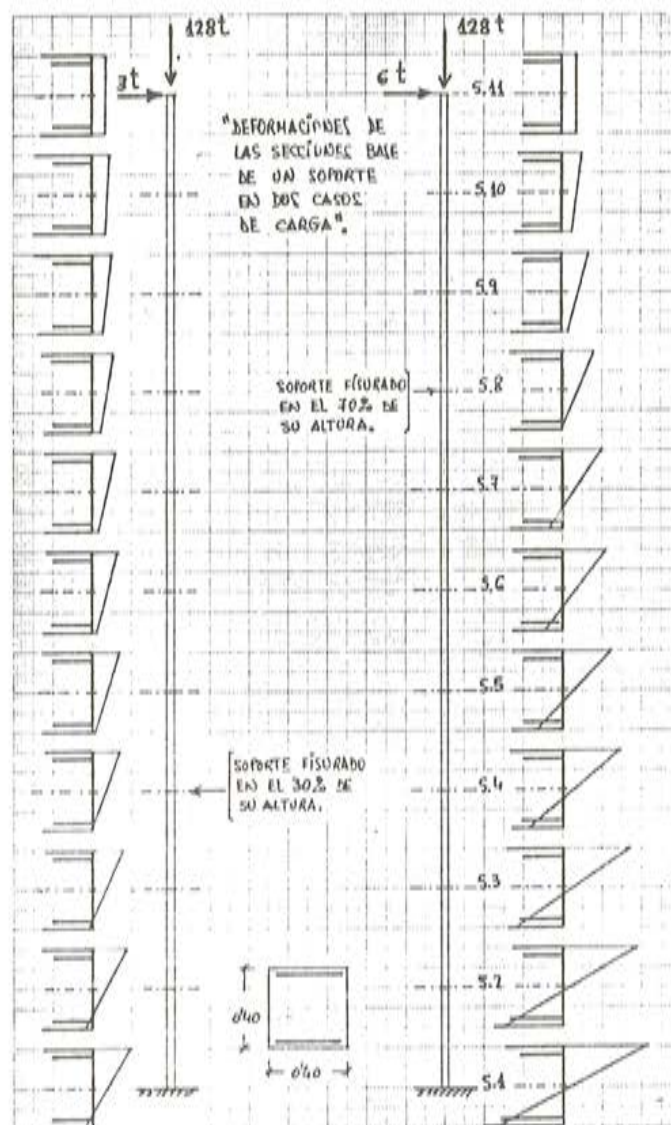 128t
128t
3t
6t
S.11
"DEFORMACIONES DE
LAS SECCIONES BASE
DE UN SOPORTE
EN DOS CASOS
DE CARGA".
S.10
S.9
SOPORTE FISURADO
EN EL 70% DE
SU ALTURA.
S.8
S.7
S.6
S.5
SOPORTE FISURADO
EN EL 30% DE
SU ALTURA.
S.4
S.3
S.2
0'40
0'40
S.1